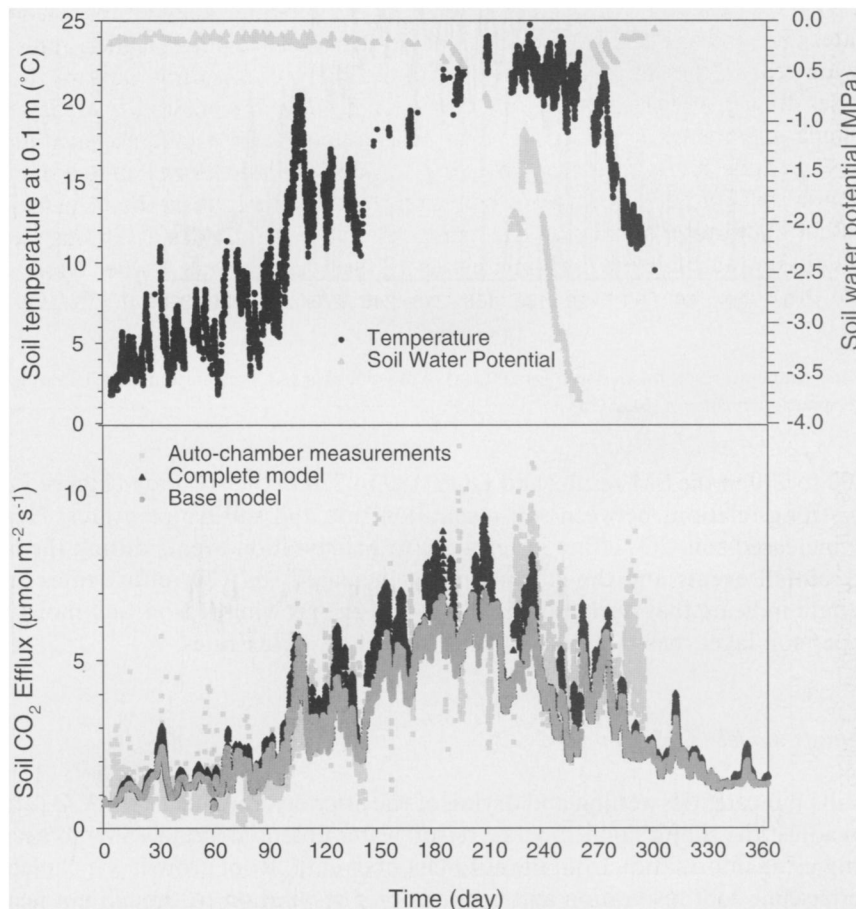 Soil temperature at 0.1 m (°C)
25
20
15
10
5
0
0.0
-0.5
-1.0
-1.5
-2.0
-2.5
-3.0
-3.5
-4.0
Soil water potential (MPa)
Temperature
Soil Water Potential
Auto-chamber measurements
Complete model
Base model
Soil CO2 Efflux (μmol m-2 s-1)
10
5
0
0 30 60 90 120 150 180 210 240 270 300 330 360
Time (day)